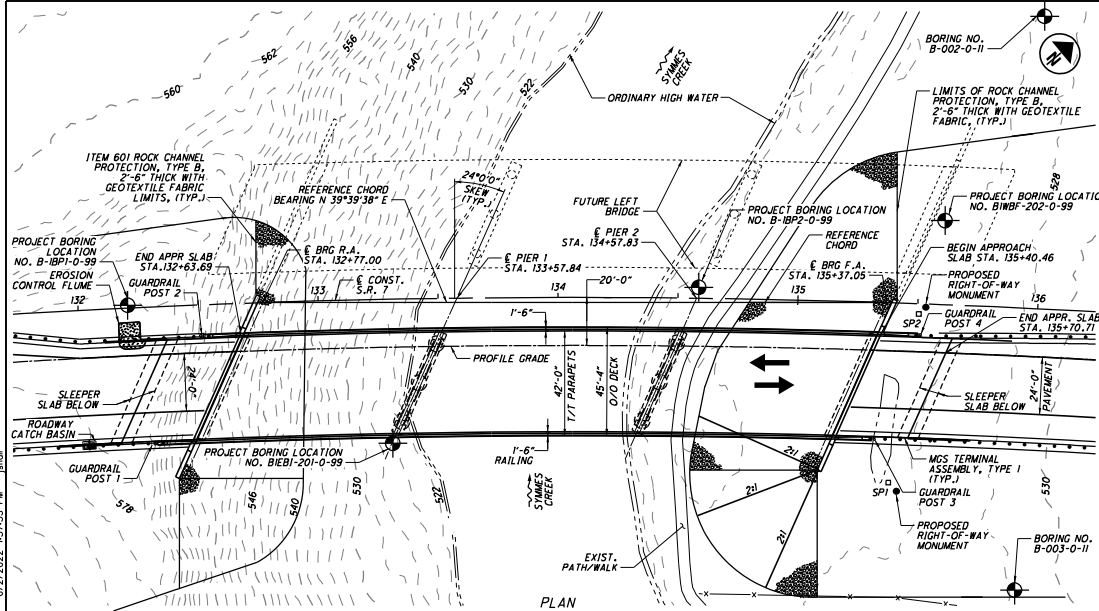 BORING NO.
B-002-0-11
N
562
556
540
530
522
560
SYMMES
CREEK
ORDINARY HIGH WATER
LIMITS OF ROCK CHANNEL
PROTECTION, TYPE B,
2'-6" THICK WITH GEOTEXTILE
FABRIC, (TYP.)
528
ITEM 601 ROCK CHANNEL
PROTECTION, TYPE B,
2'-6" THICK WITH
GEOTEXTILE FABRIC
LIMITS, (TYP.)
REFERENCE CHORD
BEARING N 39°39'38" E
24°0'0"
SKEW
(TYP.)
FUTURE LEFT
BRIDGE
PROJECT BORING LOCATION
NO. B-1BP2-0-99
PROJECT BORING LOCATIO
NO. B1WBF-202-0-99
PROJECT BORING
LOCATION
NO. B-1BP1-0-99
EROSION
CONTROL FLUME
END APPR SLAB
STA.132+63.69
GUARDRAIL
POST 2
℄ BRG R.A.
STA. 132+77.00
℄ CONST.
S.R. 7
℄ PIER 1
STA. 133+57.84
℄ PIER 2
STA. 134+57.83
REFERENCE
CHORD
℄ BRG F.A.
STA. 135+37.05
BEGIN APPROACH
SLAB STA. 135+40.46
PROPOSED
RIGHT-OF-WAY
MONUMENT
GUARDRAIL
POST 4
SP2
END APPR. SLAB
STA. 135+70.71
132
133
134
135
136
20'-0"
1'-6"
PROFILE GRADE
24'-0"
42'-0"
T/T PARAPETS
45'-4"
O/O DECK
24'-0"
PAVEMENT
SLEEPER
SLAB BELOW
SLEEPER
SLAB BELOW
ROADWAY
CATCH BASIN
GUARDRAIL
POST 1
PROJECT BORING LOCATION
NO. B1EB1-201-0-99
1'-6"
RAILING
MGS TERMINAL
ASSEMBLY, TYPE 1
(TYP.)
GUARDRAIL
POST 3
SP1
PROPOSED
RIGHT-OF-WAY
MONUMENT
578
546
540
530
522
SYMMES
CREEK
2:1
2:1
2:1
530
EXIST.
PATH/WALK
BORING NO.
B-003-0-11
PLAN